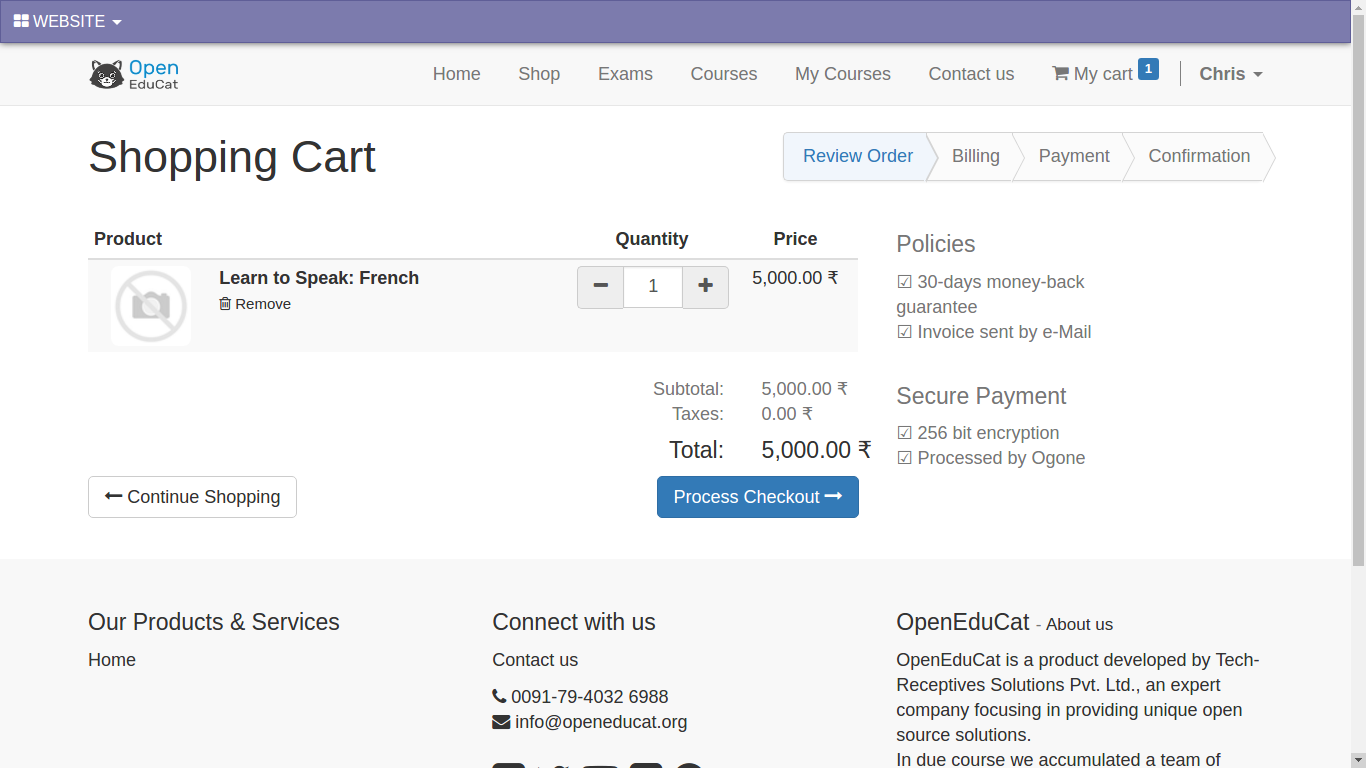 WEBSITE
Open
EduCat
Home
Shop
Exams
Courses
My Courses
Contact us
My cart 1
Chris
Shopping Cart
Review Order
Billing
Payment
Confirmation
Product
Quantity
Price
Learn to Speak: French
Remove
1
5,000.00 ₹
Subtotal: 5,000.00 ₹
Taxes: 0.00 ₹
Total: 5,000.00 ₹
Continue Shopping
Process Checkout
Policies
☑ 30-days money-back
guarantee
☑ Invoice sent by e-Mail
Secure Payment
☑ 256 bit encryption
☑ Processed by Ogone
Our Products & Services
Home
Connect with us
Contact us
0091-79-4032 6988
info@openeducat.org
OpenEduCat - About us
OpenEduCat is a product developed by Tech-
Receptives Solutions Pvt. Ltd., an expert
company focusing in providing unique open
source solutions.
In due course we accumulated a team of